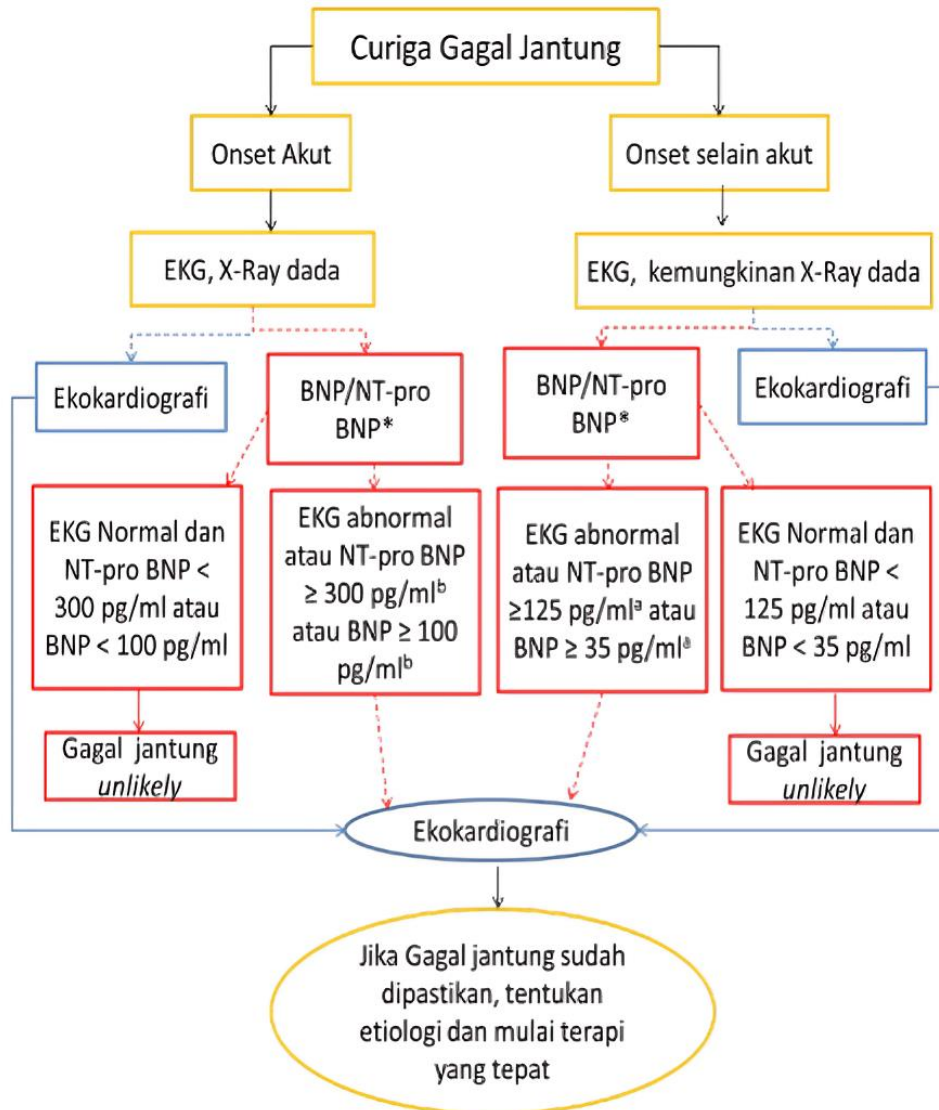 Curiga Gagal Jantung
Onset Akut
Onset selain akut
EKG, X-Ray dada
EKG, kemungkinan X-Ray dada
Ekokardiografi
BNP/NT-pro
BNP*
BNP/NT-pro
BNP*
Ekokardiografi
EKG Normal dan
NT-pro BNP <
300 pg/ml atau
BNP < 100 pg/ml
EKG abnormal
atau NT-pro BNP
≥ 300 pg/mlᵇ
atau BNP ≥ 100
pg/mlᵇ
EKG abnormal
atau NT-pro BNP
≥125 pg/mlᵃ atau
BNP ≥ 35 pg/mlᵃ
EKG Normal dan
NT-pro BNP <
125 pg/ml atau
BNP < 35 pg/ml
Gagal jantung
unlikely
Gagal jantung
unlikely
Ekokardiografi
Jika Gagal jantung sudah
dipastikan, tentukan
etiologi dan mulai terapi
yang tepat